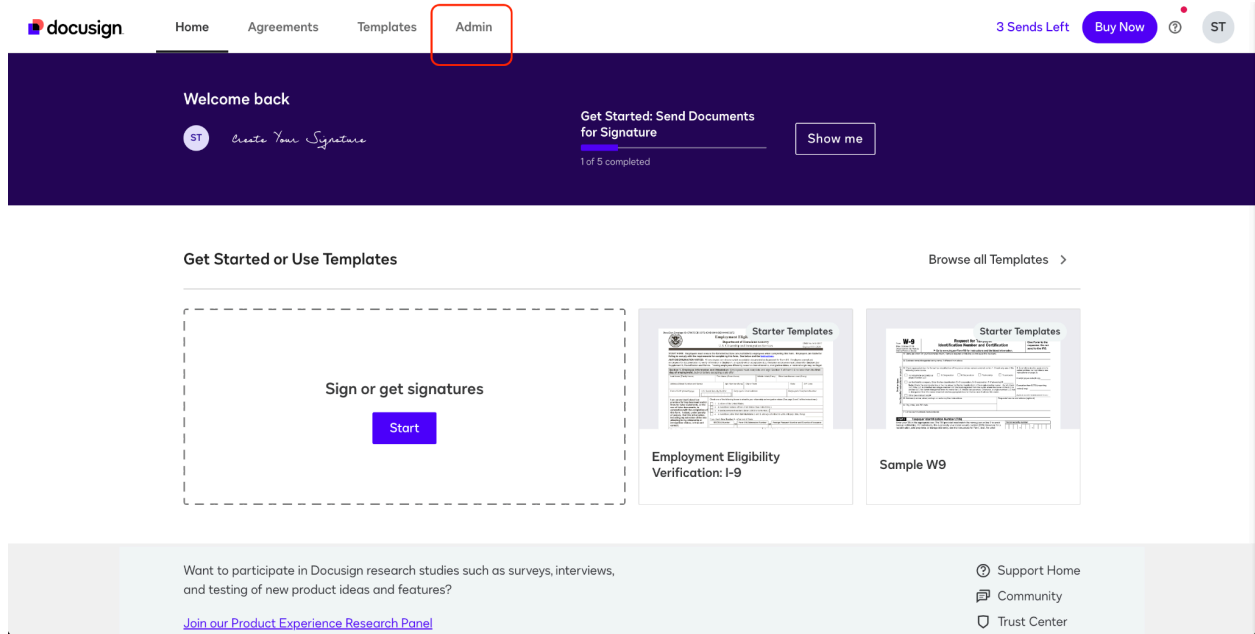 docusign
Home
Agreements
Templates
Admin
3 Sends Left
Buy Now
ST
Welcome back
ST
Create Your Signature
Get Started: Send Documents
for Signature
1 of 5 completed
Show me
Get Started or Use Templates
Browse all Templates
Sign or get signatures
Start
Starter Templates
Employment Eligibility
Verification: I-9
Starter Templates
W-9
Sample W9
Want to participate in Docusign research studies such as surveys, interviews,
and testing of new product ideas and features?
Join our Product Experience Research Panel
Support Home
Community
Trust Center